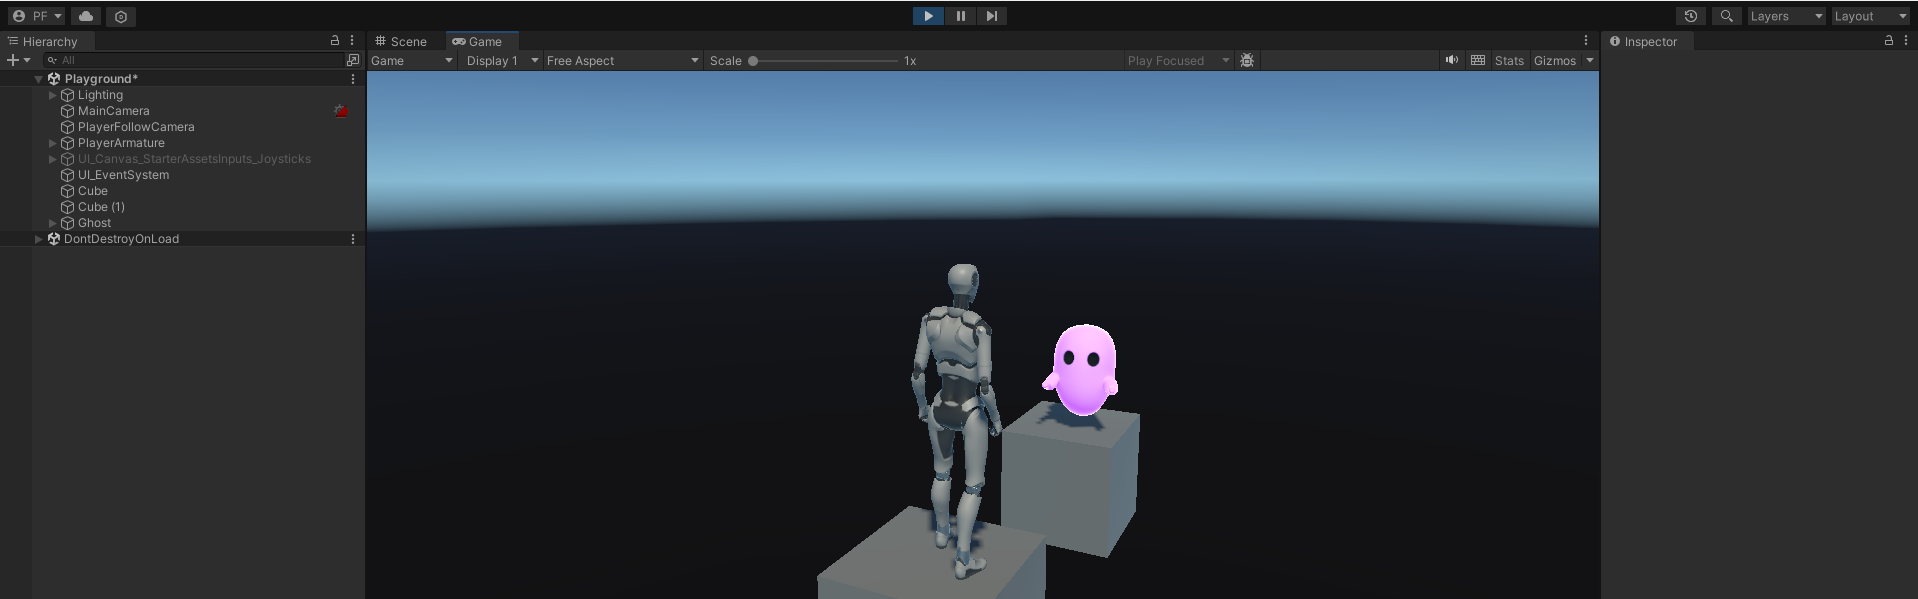 PF
Layers
Layout
Hierarchy
Scene
Game
Inspector
All
Game
Display 1
Free Aspect
Scale
1x
Play Focused
Stats
Gizmos
Playground*
Lighting
MainCamera
PlayerFollowCamera
PlayerArmature
UI_Canvas_StarterAssetsInputs_Joysticks
UI_EventSystem
Cube
Cube (1)
Ghost
DontDestroyOnLoad